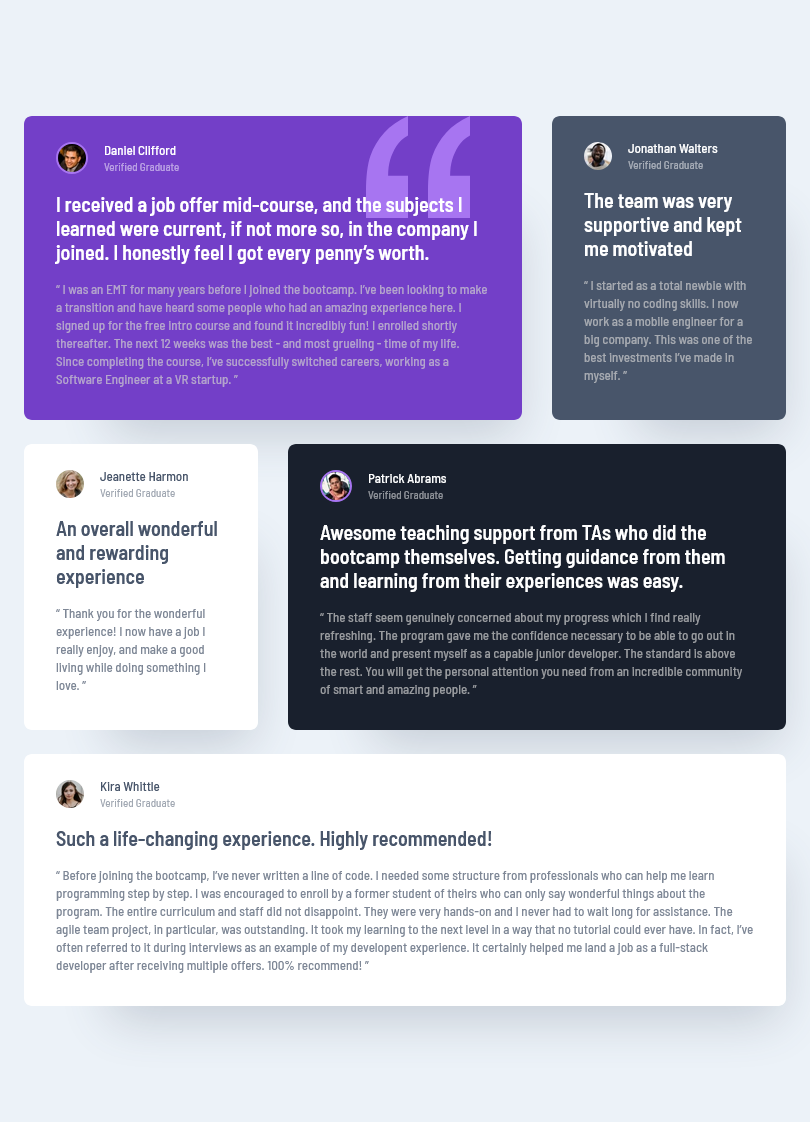 Daniel Clifford
Verified Graduate
I received a job offer mid-course, and the subjects I
learned were current, if not more so, in the company I
joined. I honestly feel I got every penny’s worth.
“ I was an EMT for many years before I joined the bootcamp. I’ve been looking to make
a transition and have heard some people who had an amazing experience here. I
signed up for the free intro course and found it incredibly fun! I enrolled shortly
thereafter. The next 12 weeks was the best - and most grueling - time of my life.
Since completing the course, I’ve successfully switched careers, working as a
Software Engineer at a VR startup. ”
Jonathan Walters
Verified Graduate
The team was very
supportive and kept
me motivated
“ I started as a total newbie with
virtually no coding skills. I now
work as a mobile engineer for a
big company. This was one of the
best investments I’ve made in
myself. ”
Jeanette Harmon
Verified Graduate
An overall wonderful
and rewarding
experience
“ Thank you for the wonderful
experience! I now have a job I
really enjoy, and make a good
living while doing something I
love. ”
Patrick Abrams
Verified Graduate
Awesome teaching support from TAs who did the
bootcamp themselves. Getting guidance from them
and learning from their experiences was easy.
“ The staff seem genuinely concerned about my progress which I find really
refreshing. The program gave me the confidence necessary to be able to go out in
the world and present myself as a capable junior developer. The standard is above
the rest. You will get the personal attention you need from an incredible community
of smart and amazing people. ”
Kira Whittle
Verified Graduate
Such a life-changing experience. Highly recommended!
“ Before joining the bootcamp, I’ve never written a line of code. I needed some structure from professionals who can help me learn
programming step by step. I was encouraged to enroll by a former student of theirs who can only say wonderful things about the
program. The entire curriculum and staff did not disappoint. They were very hands-on and I never had to wait long for assistance. The
agile team project, in particular, was outstanding. It took my learning to the next level in a way that no tutorial could ever have. In fact, I’ve
often referred to it during interviews as an example of my developent experience. It certainly helped me land a job as a full-stack
developer after receiving multiple offers. 100% recommend! ”